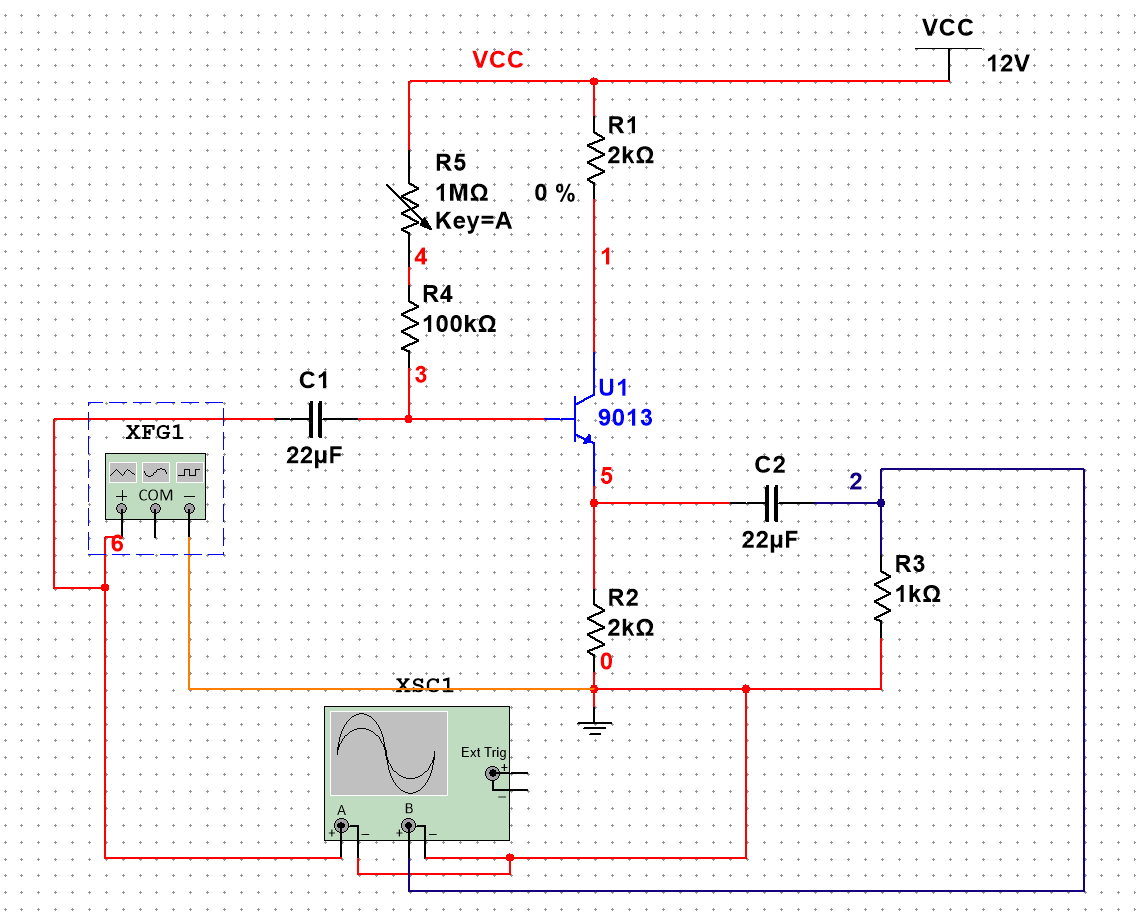 VCC
VCC
12V
R1
2kΩ
R5
1MΩ
0 %
Key=A
4
1
R4
100kΩ
3
C1
U1
9013
22µF
XFG1
+ COM −
6
5
C2
2
22µF
R3
1kΩ
R2
2kΩ
0
XSC1
Ext Trig
+
−
A
B
+ − + −